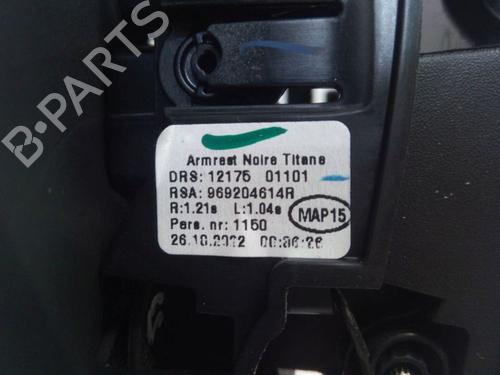 B-PARTS
Armrest Noire Titane
DRS: 12175 01101
RSA: 969204614R
R:1.21s L:1.04s
MAP15
Pers. nr: 1150
26.10.2022 00:36:26